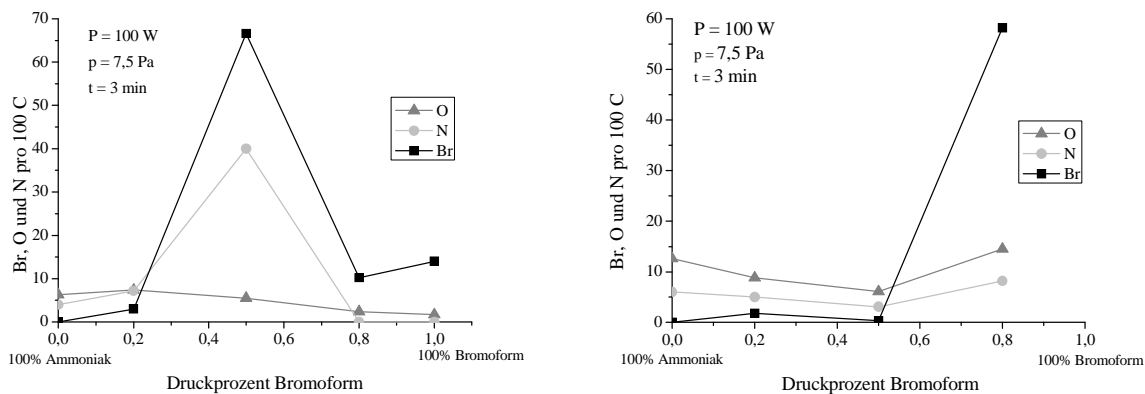 70
60
50
40
30
20
10
0
Br, O und N pro 100 C
P = 100 W
p = 7,5 Pa
t = 3 min
O
N
Br
0,0 0,2 0,4 0,6 0,8 1,0
100% Ammoniak 100% Bromoform
Druckprozent Bromoform
60
50
40
30
20
10
0
Br, O und N pro 100 C
P = 100 W
p = 7,5 Pa
t = 3 min
O
N
Br
0,0 0,2 0,4 0,6 0,8 1,0
100% Ammoniak 100% Bromoform
Druckprozent Bromoform